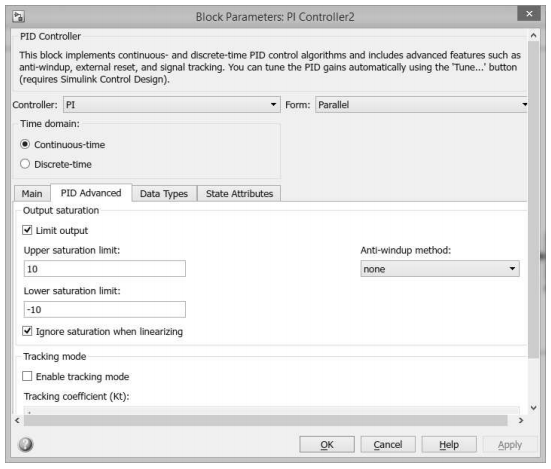 Block Parameters: PI Controller2
PID Controller
This block implements continuous- and discrete-time PID control algorithms and includes advanced features such as
anti-windup, external reset, and signal tracking. You can tune the PID gains automatically using the 'Tune...' button
(requires Simulink Control Design).
Controller: PI Form: Parallel
Time domain:
Continuous-time
Discrete-time
Main PID Advanced Data Types State Attributes
Output saturation
Limit output
Upper saturation limit: Anti-windup method:
10 none
Lower saturation limit:
-10
Ignore saturation when linearizing
Tracking mode
Enable tracking mode
Tracking coefficient (Kt):
OK Cancel Help Apply